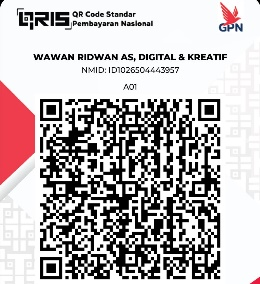 QRIS QR Code Standar
Pembayaran Nasional
GPN
WAWAN RIDWAN AS, DIGITAL & KREATIF
NMID: ID1026504443957
A01